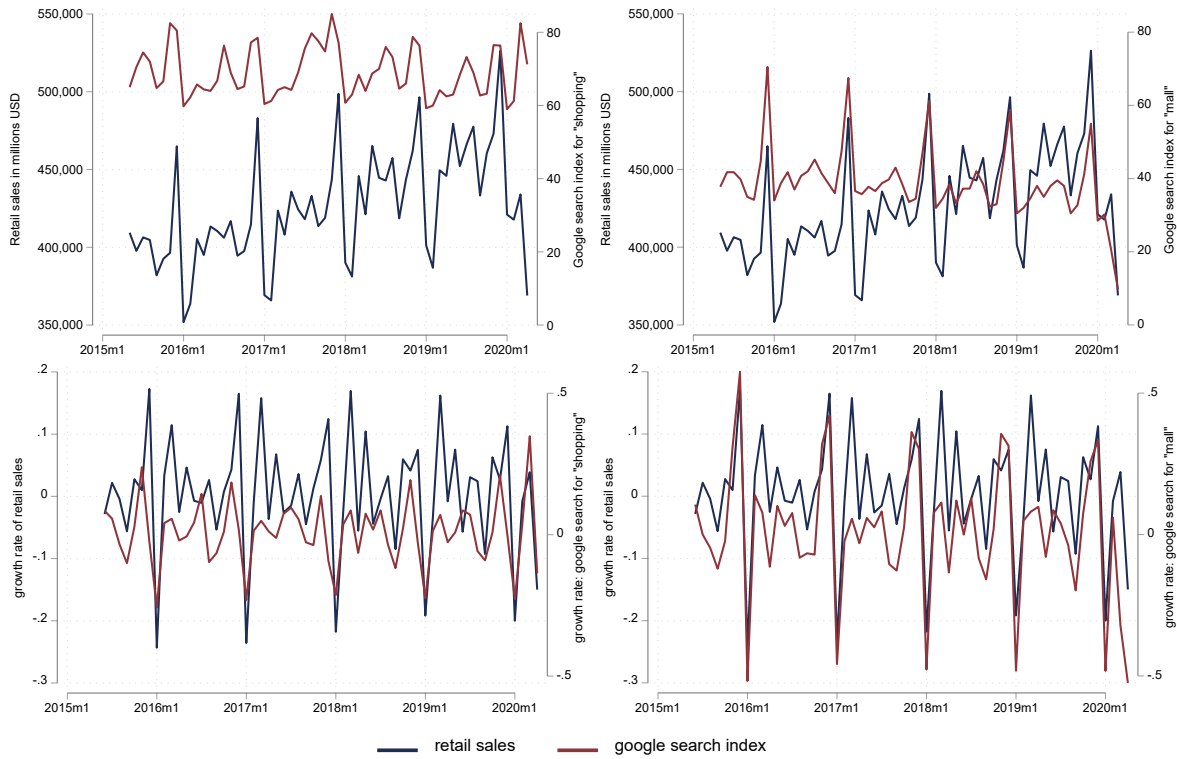 Retail sales in millions USD
550,000
500,000
450,000
400,000
350,000
80
60
40
20
0
Google search index for "shopping"
2015m1 2016m1 2017m1 2018m1 2019m1 2020m1
Retail sales in millions USD
550,000
500,000
450,000
400,000
350,000
80
60
40
20
0
Google search index for "mall"
2015m1 2016m1 2017m1 2018m1 2019m1 2020m1
growth rate of retail sales
.2
.1
0
-.1
-.2
-.3
.5
0
-.5
growth rate: google search for "shopping"
2015m1 2016m1 2017m1 2018m1 2019m1 2020m1
growth rate of retail sales
.2
.1
0
-.1
-.2
-.3
.5
0
-.5
growth rate: google search for "mall"
2015m1 2016m1 2017m1 2018m1 2019m1 2020m1
retail sales google search index